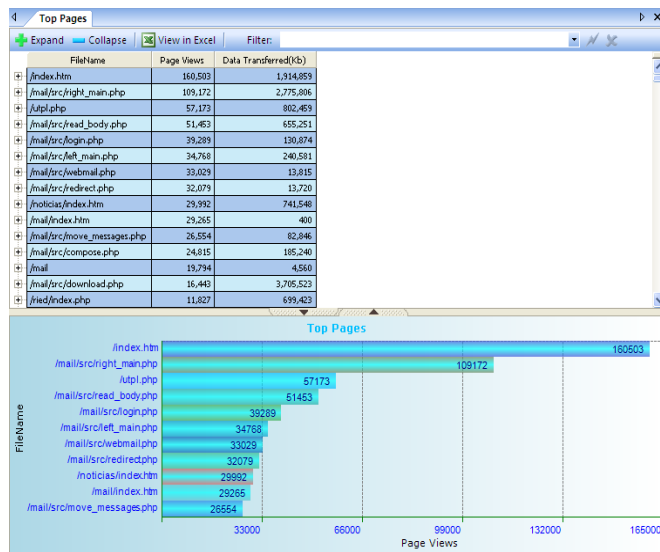 Top Pages
Expand Collapse View in Excel Filter:
FileName Page Views Data Transferred(Kb)
/index.htm 160,503 1,914,859
/mail/src/right_main.php 109,172 2,775,806
/utpl.php 57,173 802,459
/mail/src/read_body.php 51,453 655,251
/mail/src/login.php 39,289 130,874
/mail/src/left_main.php 34,768 240,581
/mail/src/webmail.php 33,029 13,815
/mail/src/redirect.php 32,079 13,720
/noticias/index.htm 29,992 741,548
/mail/index.htm 29,265 400
/mail/src/move_messages.php 26,554 82,846
/mail/src/compose.php 24,815 185,240
/mail 19,794 4,560
/mail/src/download.php 16,443 3,705,523
/ried/index.php 11,827 699,423
Top Pages
FileName
/index.htm 160503
/mail/src/right_main.php 109172
/utpl.php 57173
/mail/src/read_body.php 51453
/mail/src/login.php 39289
/mail/src/left_main.php 34768
/mail/src/webmail.php 33029
/mail/src/redirect.php 32079
/noticias/index.htm 29992
/mail/index.htm 29265
/mail/src/move_messages.php 26554
33000 66000 99000 132000 165000
Page Views